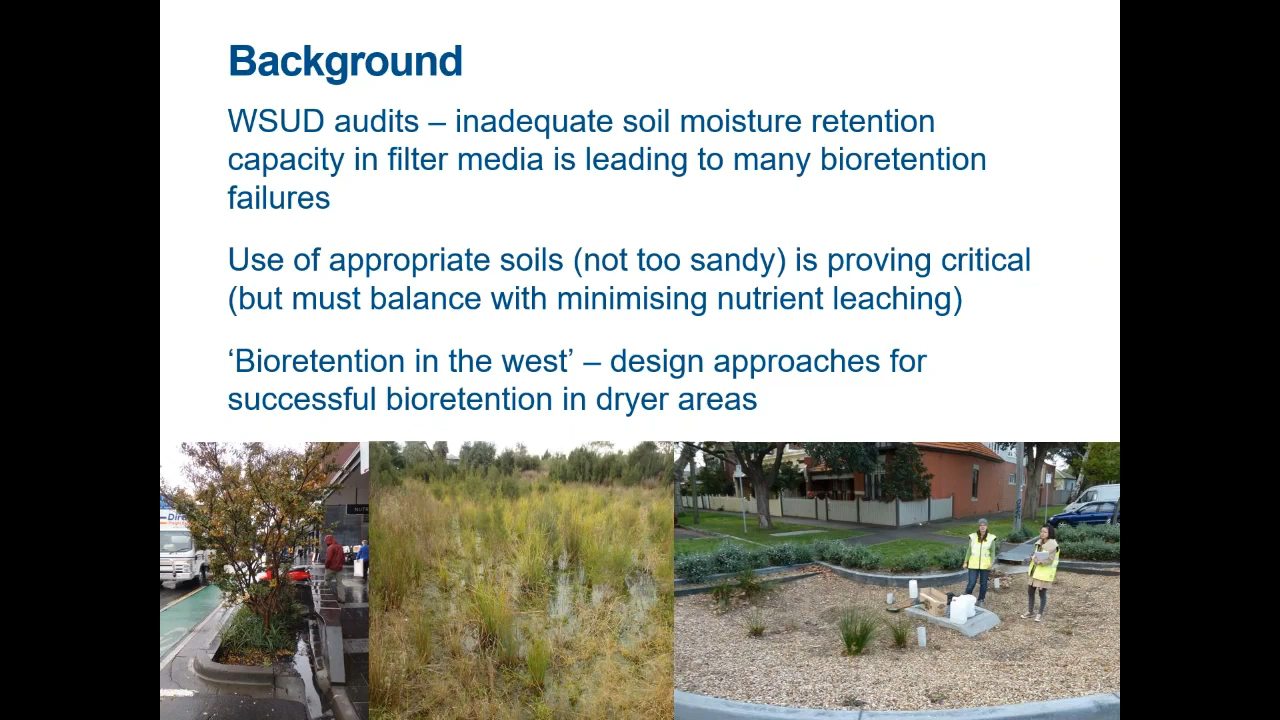 Background
WSUD audits – inadequate soil moisture retention
capacity in filter media is leading to many bioretention
failures
Use of appropriate soils (not too sandy) is proving critical
(but must balance with minimising nutrient leaching)
‘Bioretention in the west’ – design approaches for
successful bioretention in dryer areas